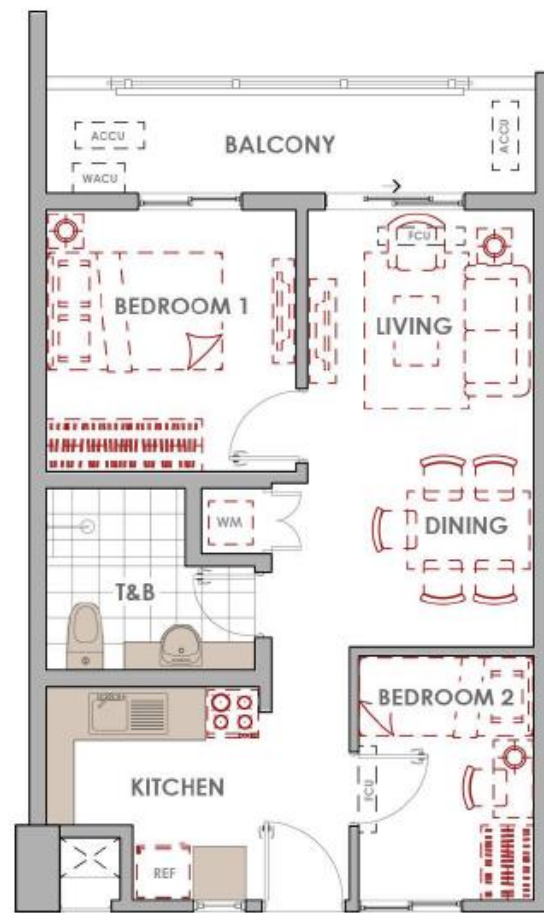 ACCU
BALCONY
ACCU
WACU
FCU
BEDROOM 1
LIVING
WM
DINING
T&B
BEDROOM 2
KITCHEN
FCU
REF